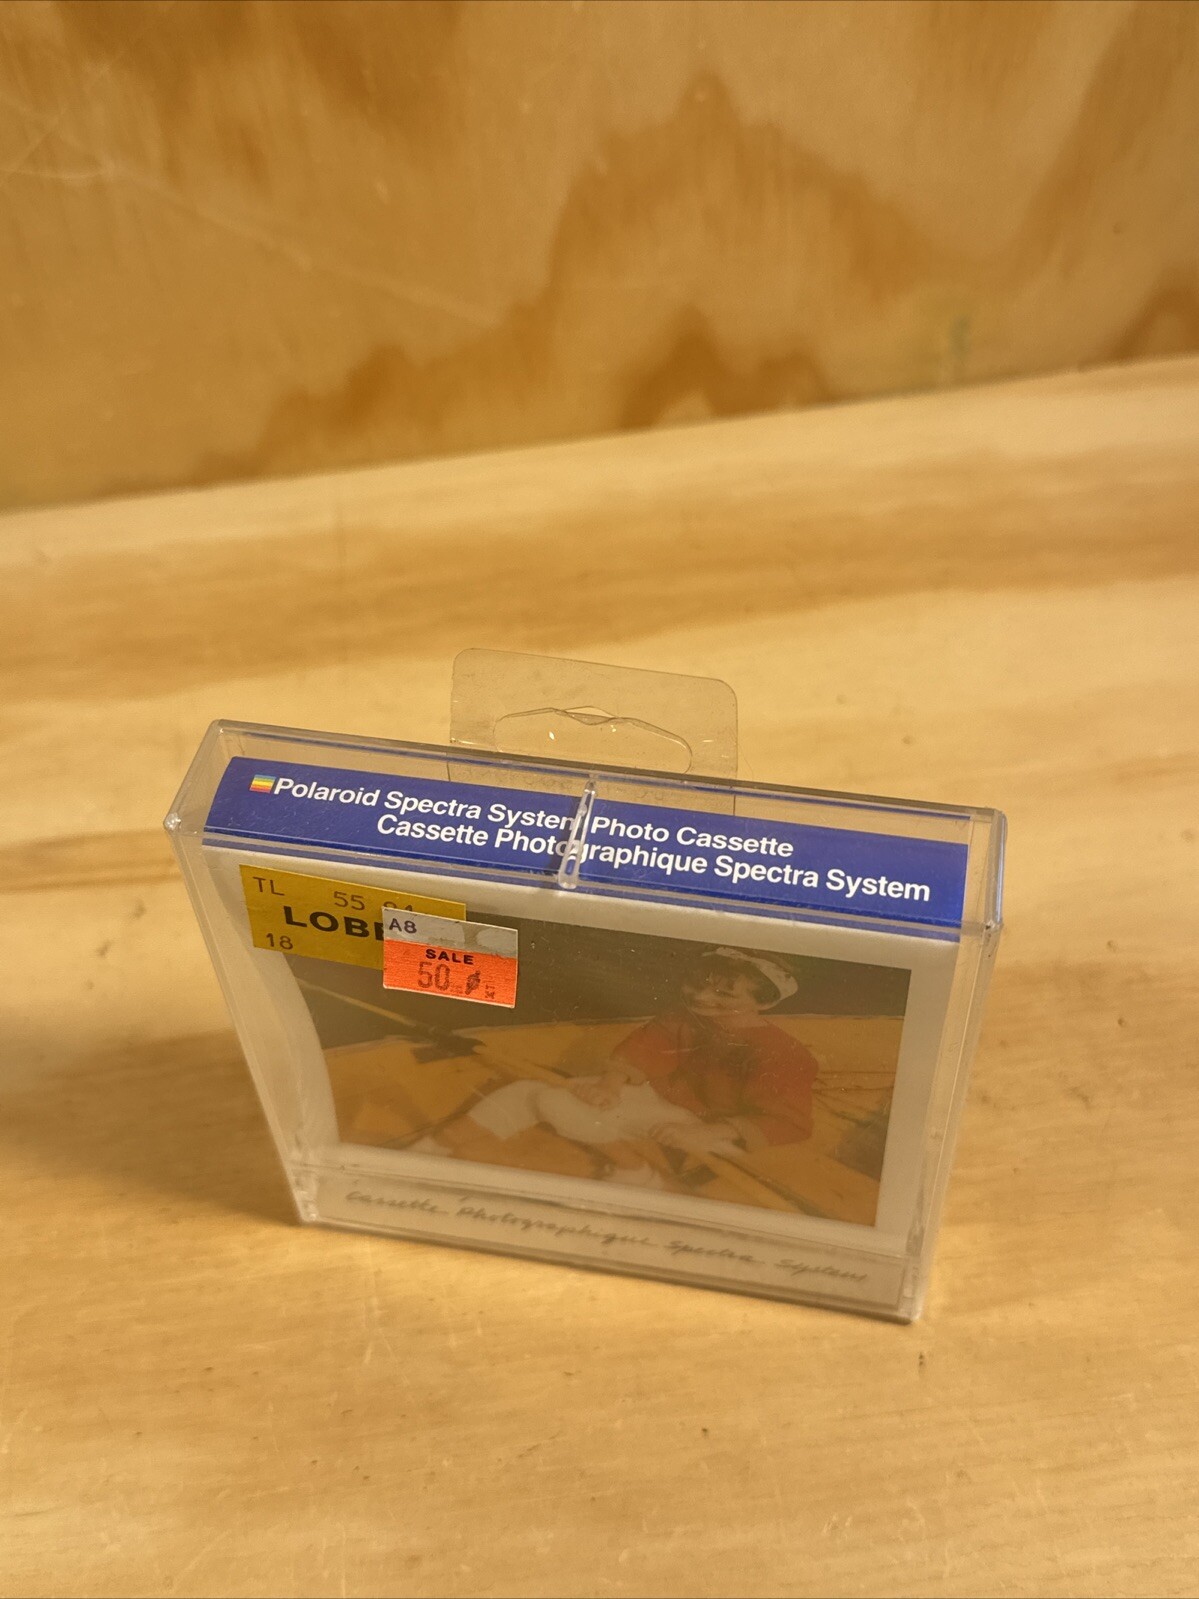 Polaroid Spectra System Photo Cassette
Cassette Photographique Spectra System
TL 55
18
A8
SALE
50 ¢
Cassette Photographique Spectra System